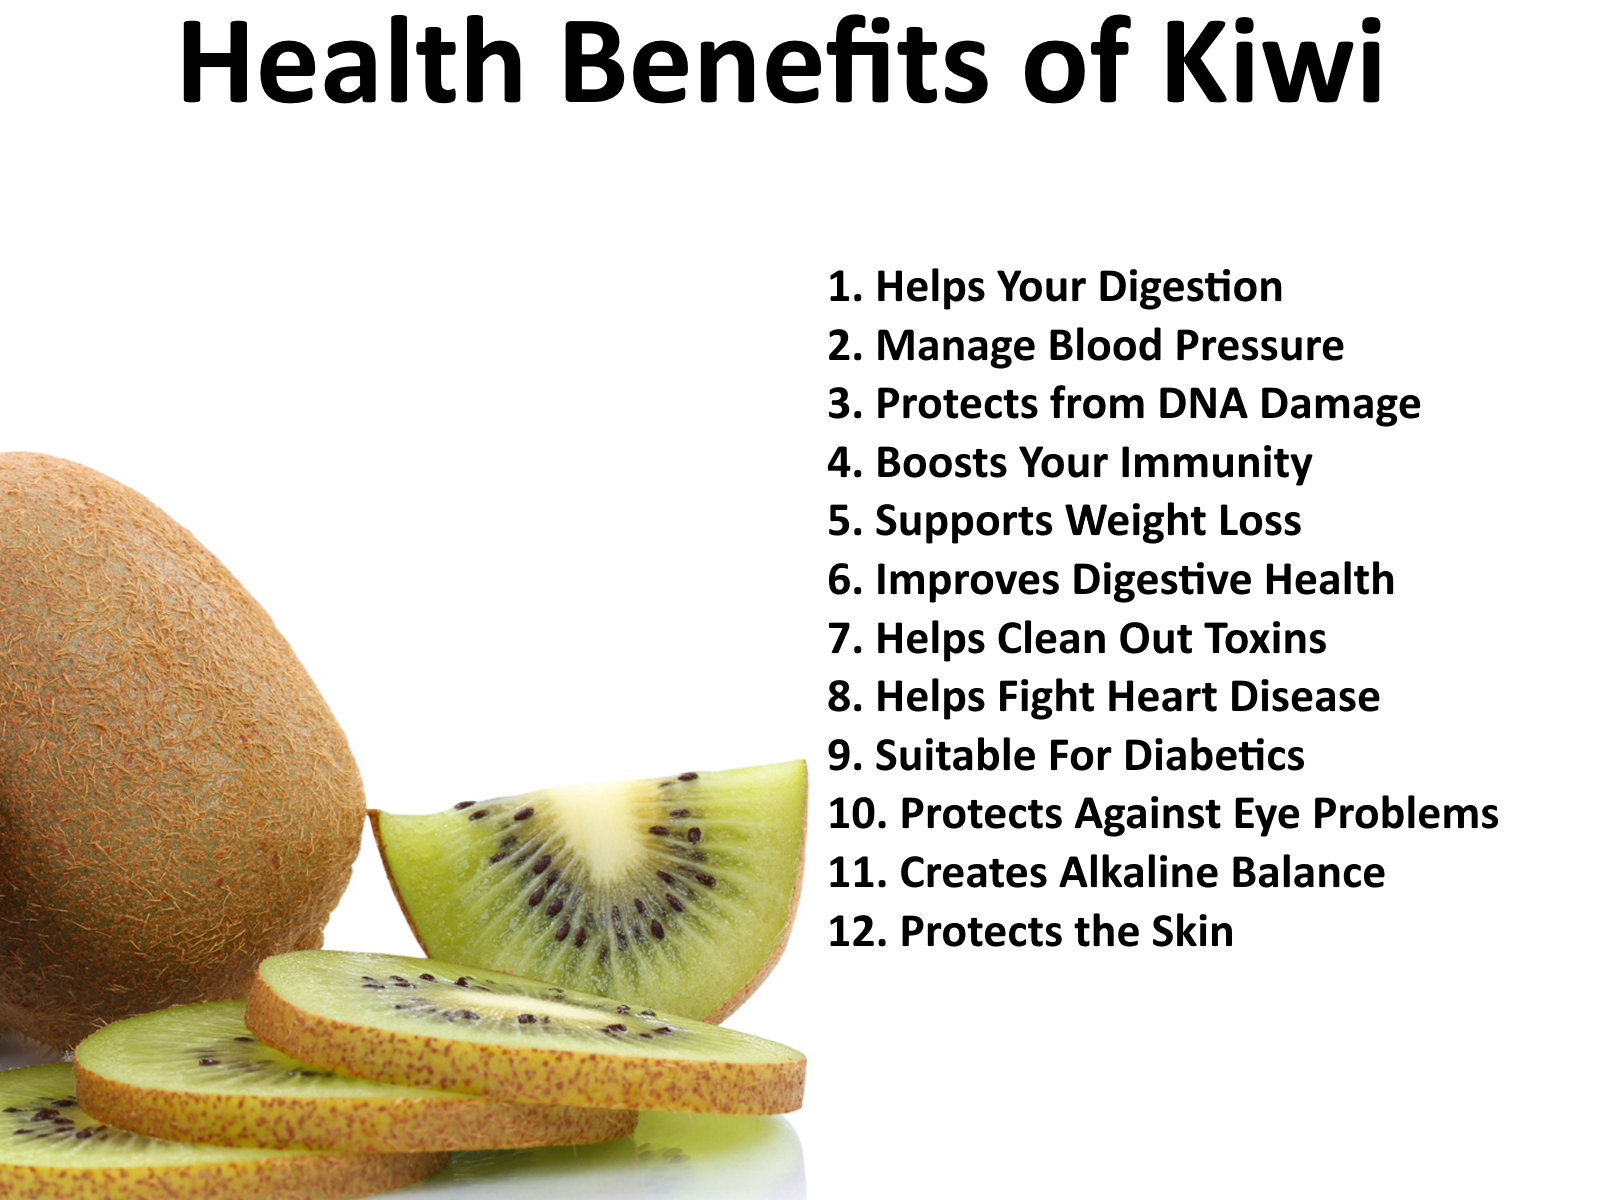 Health Benefits of Kiwi
1. Helps Your Digestion
2. Manage Blood Pressure
3. Protects from DNA Damage
4. Boosts Your Immunity
5. Supports Weight Loss
6. Improves Digestive Health
7. Helps Clean Out Toxins
8. Helps Fight Heart Disease
9. Suitable For Diabetics
10. Protects Against Eye Problems
11. Creates Alkaline Balance
12. Protects the Skin